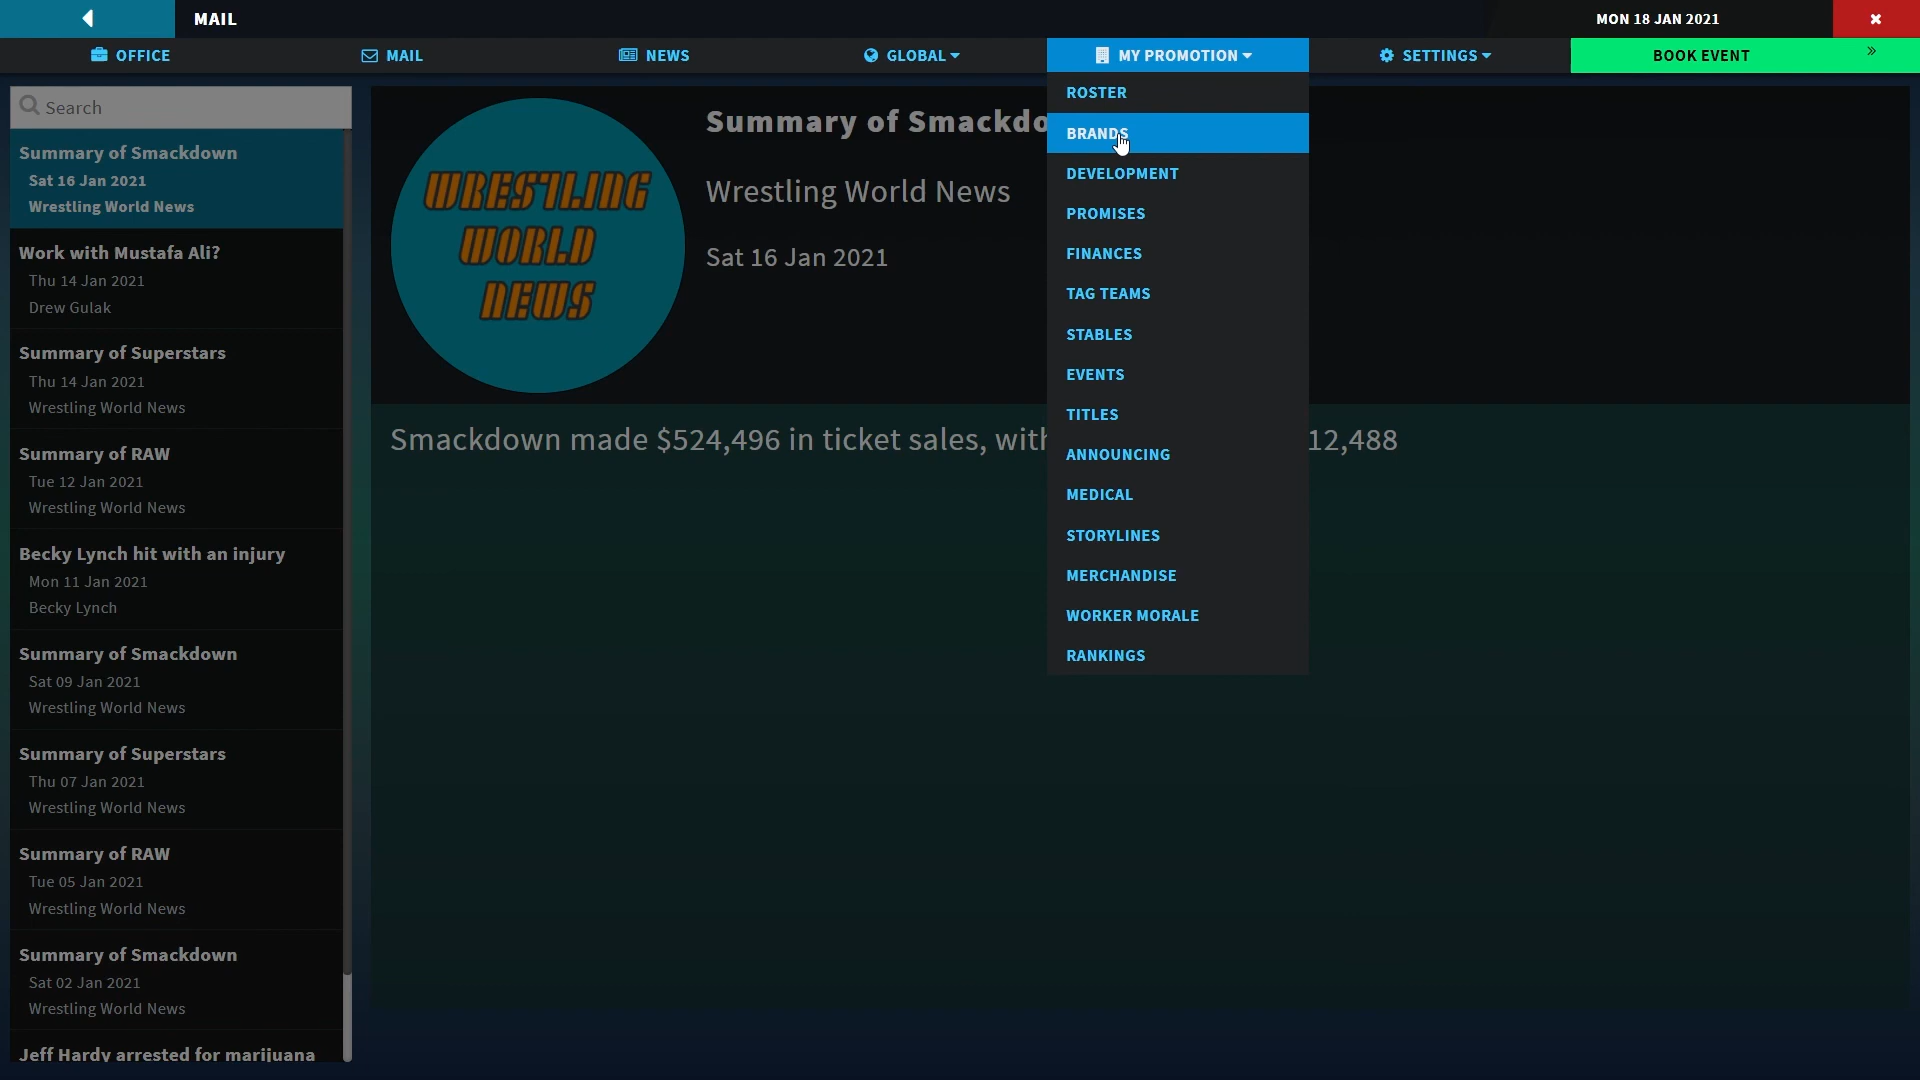 MAIL
MON 18 JAN 2021
OFFICE
MAIL
NEWS
GLOBAL
MY PROMOTION
SETTINGS
BOOK EVENT
Search
Summary of Smackdown
Sat 16 Jan 2021
Wrestling World News
Work with Mustafa Ali?
Thu 14 Jan 2021
Drew Gulak
Summary of Superstars
Thu 14 Jan 2021
Wrestling World News
Summary of RAW
Tue 12 Jan 2021
Wrestling World News
Becky Lynch hit with an injury
Mon 11 Jan 2021
Becky Lynch
Summary of Smackdown
Sat 09 Jan 2021
Wrestling World News
Summary of Superstars
Thu 07 Jan 2021
Wrestling World News
Summary of RAW
Tue 05 Jan 2021
Wrestling World News
Summary of Smackdown
Sat 02 Jan 2021
Wrestling World News
Jeff Hardy arrested for marijuana
WRESTLING
WORLD
NEWS
Summary of Smackdo
Wrestling World News
Sat 16 Jan 2021
Smackdown made $524,496 in ticket sales, with 12,488
ROSTER
BRANDS
DEVELOPMENT
PROMISES
FINANCES
TAG TEAMS
STABLES
EVENTS
TITLES
ANNOUNCING
MEDICAL
STORYLINES
MERCHANDISE
WORKER MORALE
RANKINGS